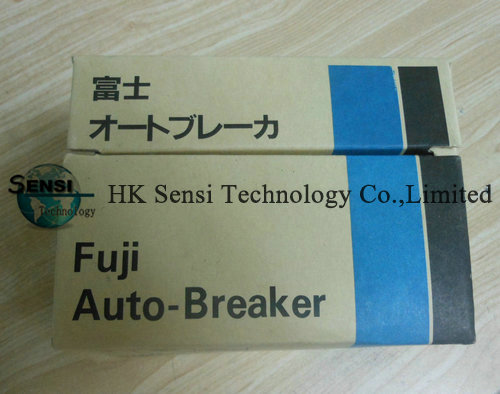 富士
オートブレーカ
SENSI
Technology
HK Sensi Technology Co.,Limited
Fuji
Auto-Breaker